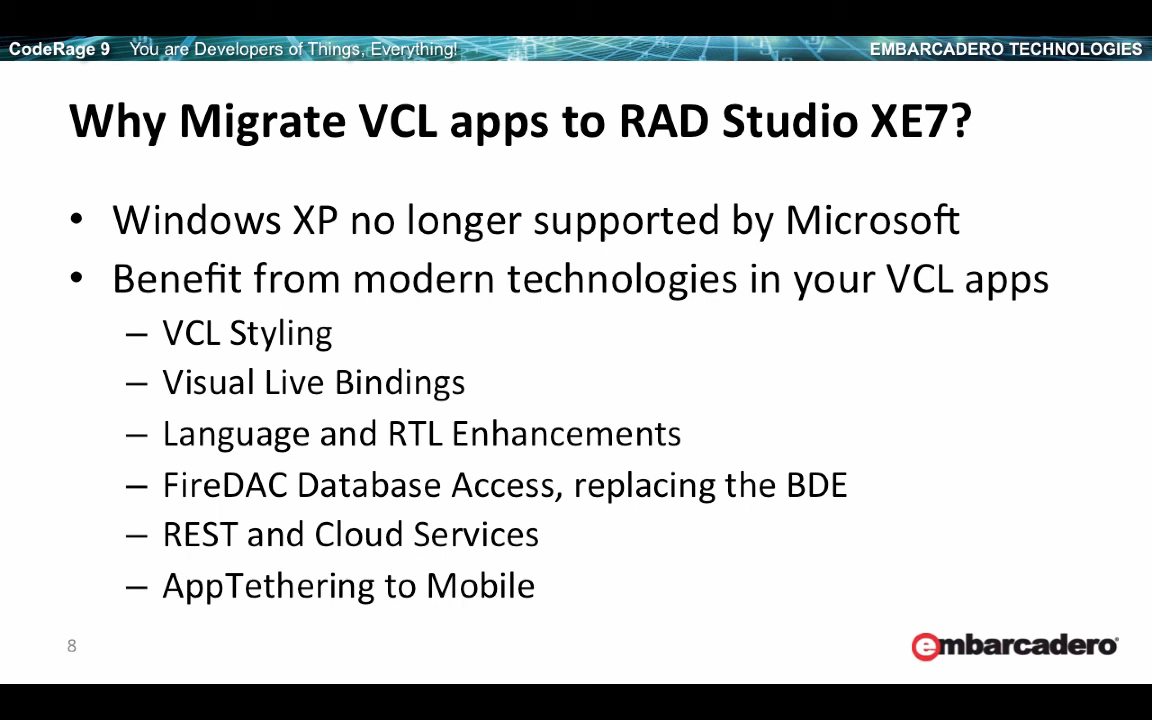 CodeRage 9 You are Developers of Things, Everything! EMBARCADERO TECHNOLOGIES
Why Migrate VCL apps to RAD Studio XE7?
• Windows XP no longer supported by Microsoft
• Benefit from modern technologies in your VCL apps
– VCL Styling
– Visual Live Bindings
– Language and RTL Enhancements
– FireDAC Database Access, replacing the BDE
– REST and Cloud Services
– AppTethering to Mobile
8
embarcadero